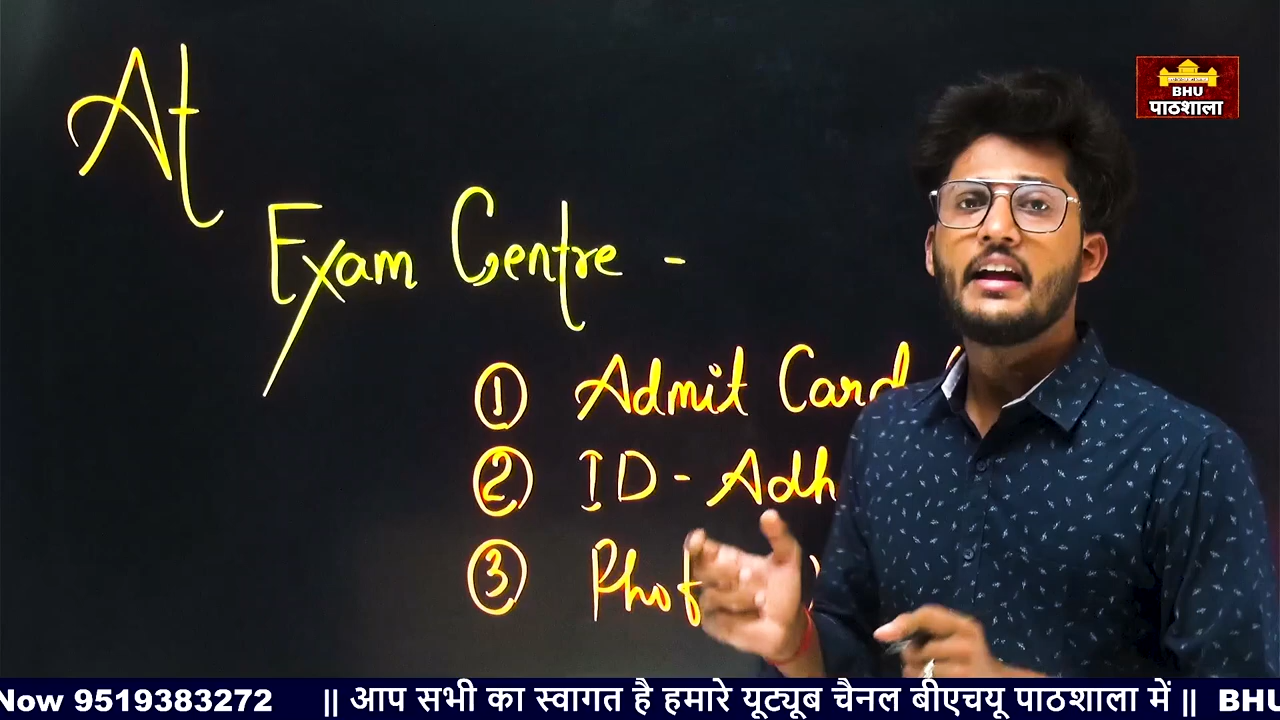 At
Exam Centre -
① Admit Card
② ID - Adh
③ Phot
BHU
पाठशाला
Now 9519383272 || आप सभी का स्वागत है हमारे यूट्यूब चैनल बीएचयू पाठशाला में || BHU